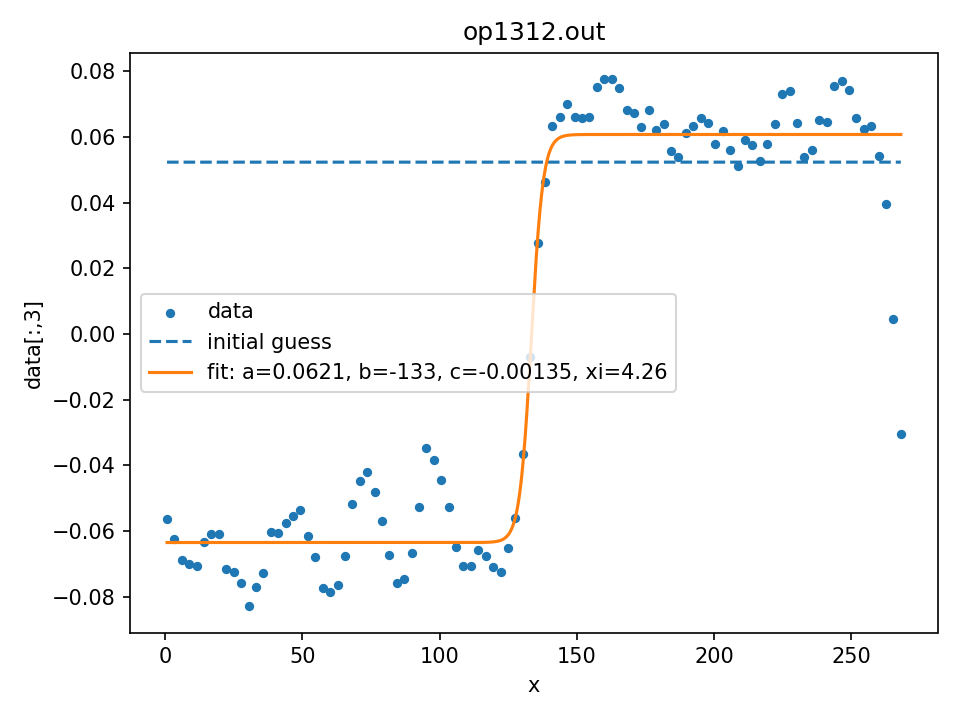 op1312.out
0.08
0.06
0.04
0.02
0.00
−0.02
−0.04
−0.06
−0.08
data[:,3]
data
initial guess
fit: a=0.0621, b=-133, c=-0.00135, xi=4.26
0 50 100 150 200 250
x